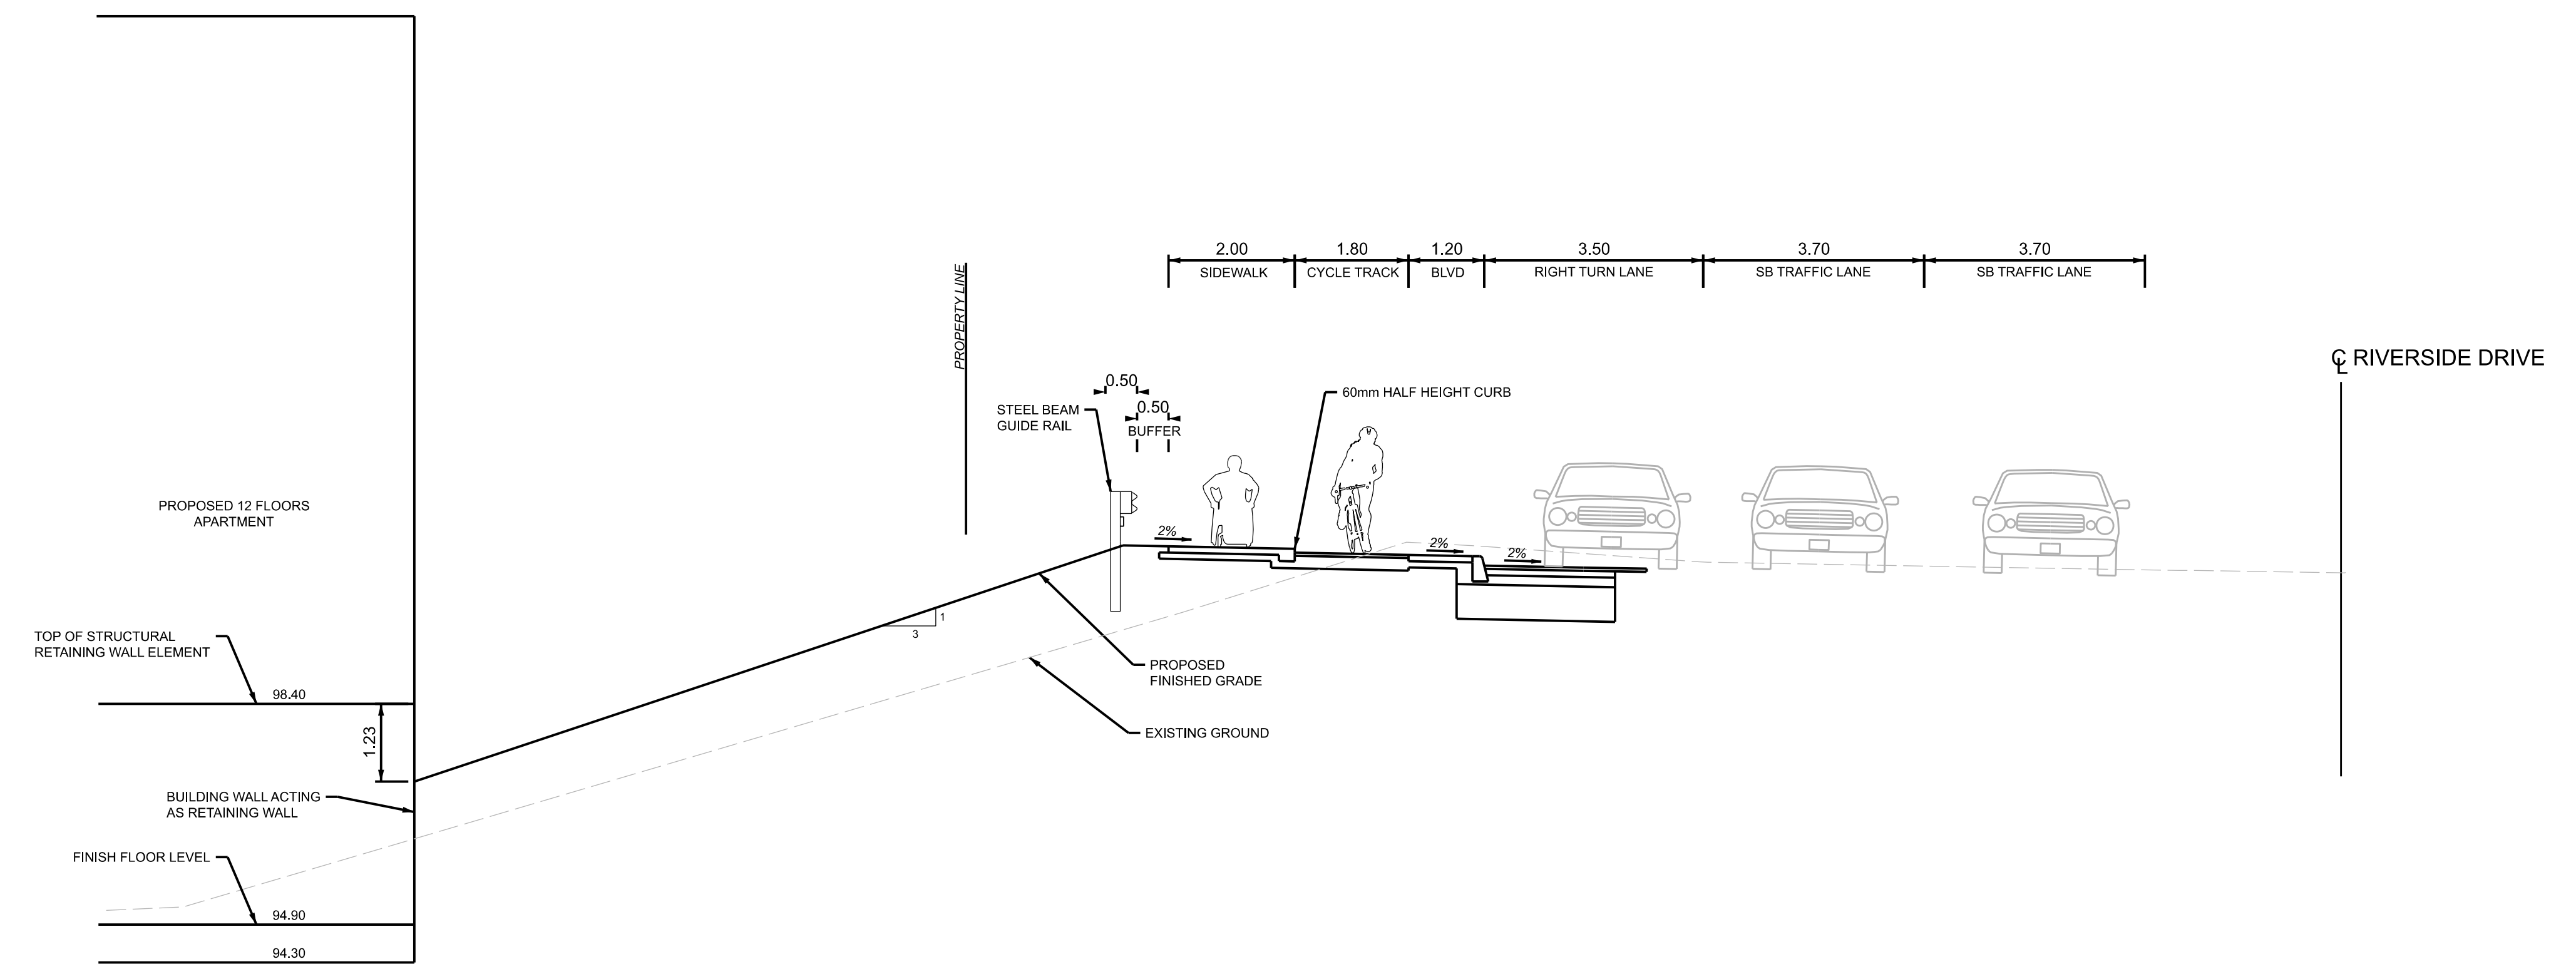 2.00
1.80
1.20
3.50
3.70
3.70
SIDEWALK
CYCLE TRACK
BLVD
RIGHT TURN LANE
SB TRAFFIC LANE
SB TRAFFIC LANE
PROPERTY LINE
℄ RIVERSIDE DRIVE
0.50
0.50
BUFFER
STEEL BEAM
GUIDE RAIL
60mm HALF HEIGHT CURB
PROPOSED 12 FLOORS
APARTMENT
2%
2%
2%
1
3
TOP OF STRUCTURAL
RETAINING WALL ELEMENT
98.40
1.23
PROPOSED
FINISHED GRADE
EXISTING GROUND
BUILDING WALL ACTING
AS RETAINING WALL
FINISH FLOOR LEVEL
94.90
94.30